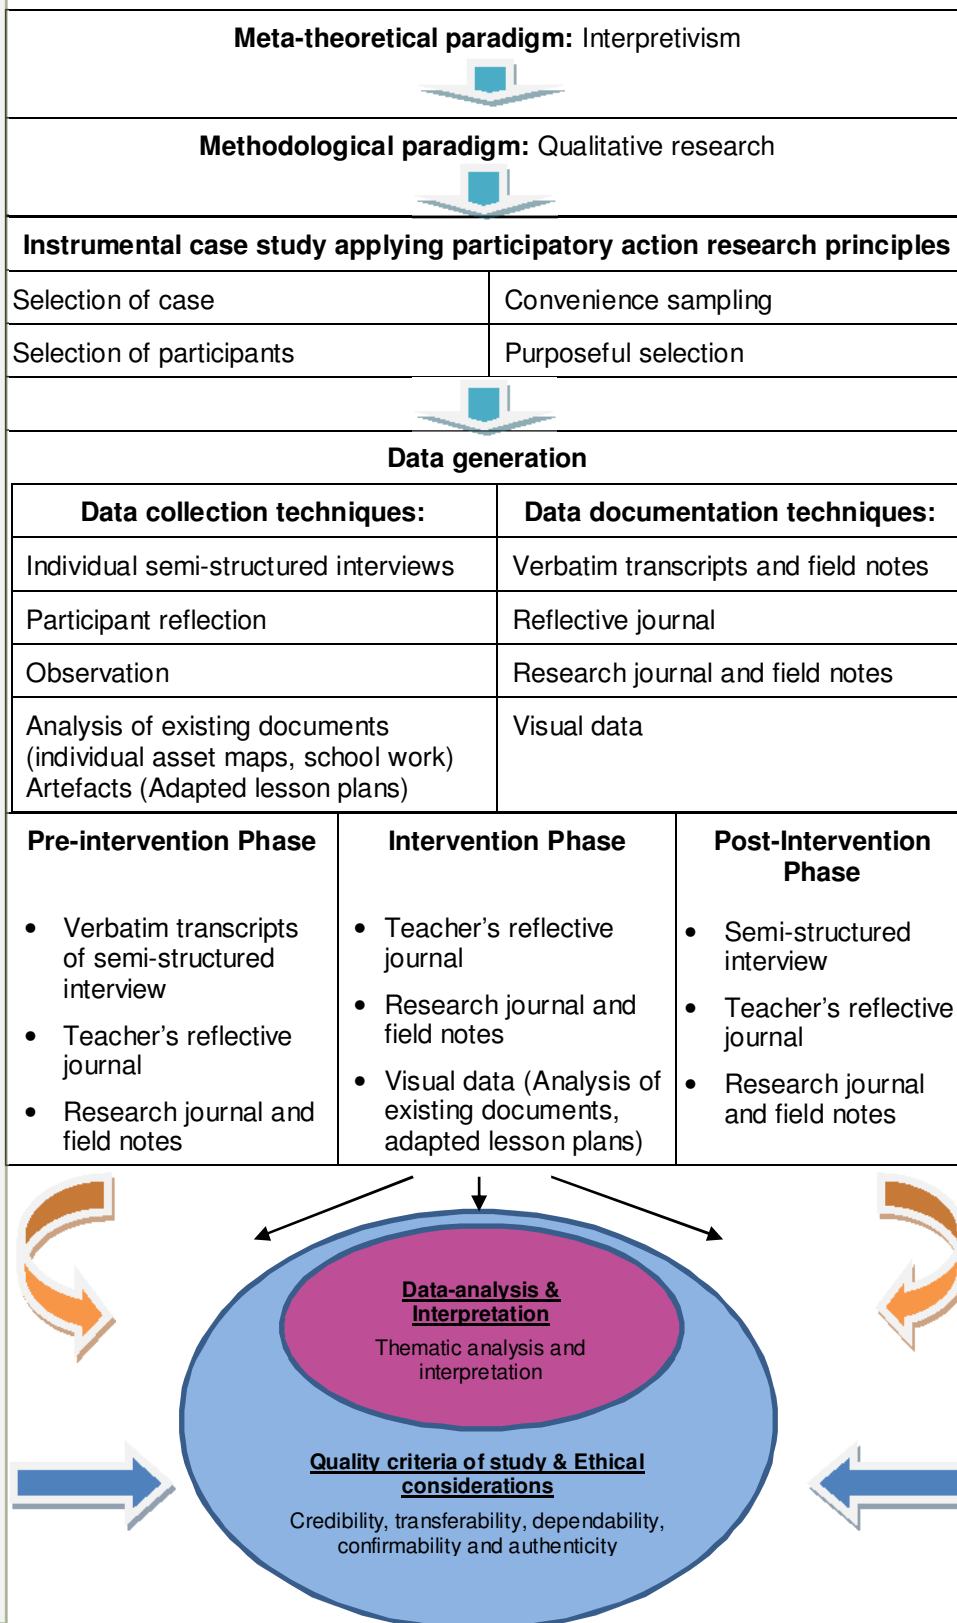 Meta-theoretical paradigm: Interpretivism
Methodological paradigm: Qualitative research
Instrumental case study applying participatory action research principles
Selection of case
Convenience sampling
Selection of participants
Purposeful selection
Data generation
Data collection techniques:
Data documentation techniques:
Individual semi-structured interviews
Verbatim transcripts and field notes
Participant reflection
Reflective journal
Observation
Research journal and field notes
Analysis of existing documents
(individual asset maps, school work)
Artefacts (Adapted lesson plans)
Visual data
Pre-intervention Phase
• Verbatim transcripts
of semi-structured
interview
• Teacher's reflective
journal
• Research journal and
field notes
Intervention Phase
• Teacher's reflective
journal
• Research journal and
field notes
• Visual data (Analysis of
existing documents,
adapted lesson plans)
Post-Intervention
Phase
• Semi-structured
interview
• Teacher's reflective
journal
• Research journal
and field notes
Data-analysis &
Interpretation
Thematic analysis and
interpretation
Quality criteria of study & Ethical
considerations
Credibility, transferability, dependability,
confirmability and authenticity